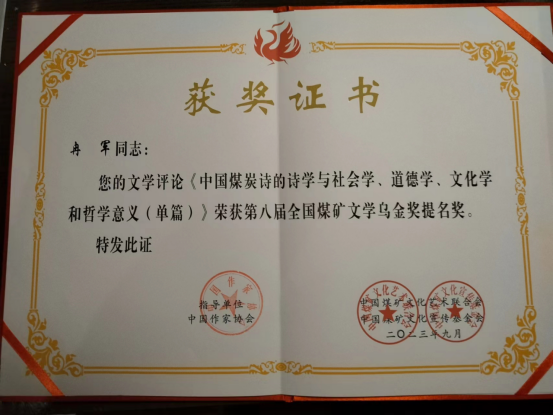 获奖证书
冉 军同志：
您的文学评论《中国煤炭诗的诗学与社会学、道德学、文化学
和哲学意义（单篇）》荣获第八届全国煤矿文学乌金奖提名奖。
特发此证
指导单位
中国作家协会
中国煤矿文化艺术联合会
中国煤矿文化宣传基金会
二〇二三年九月